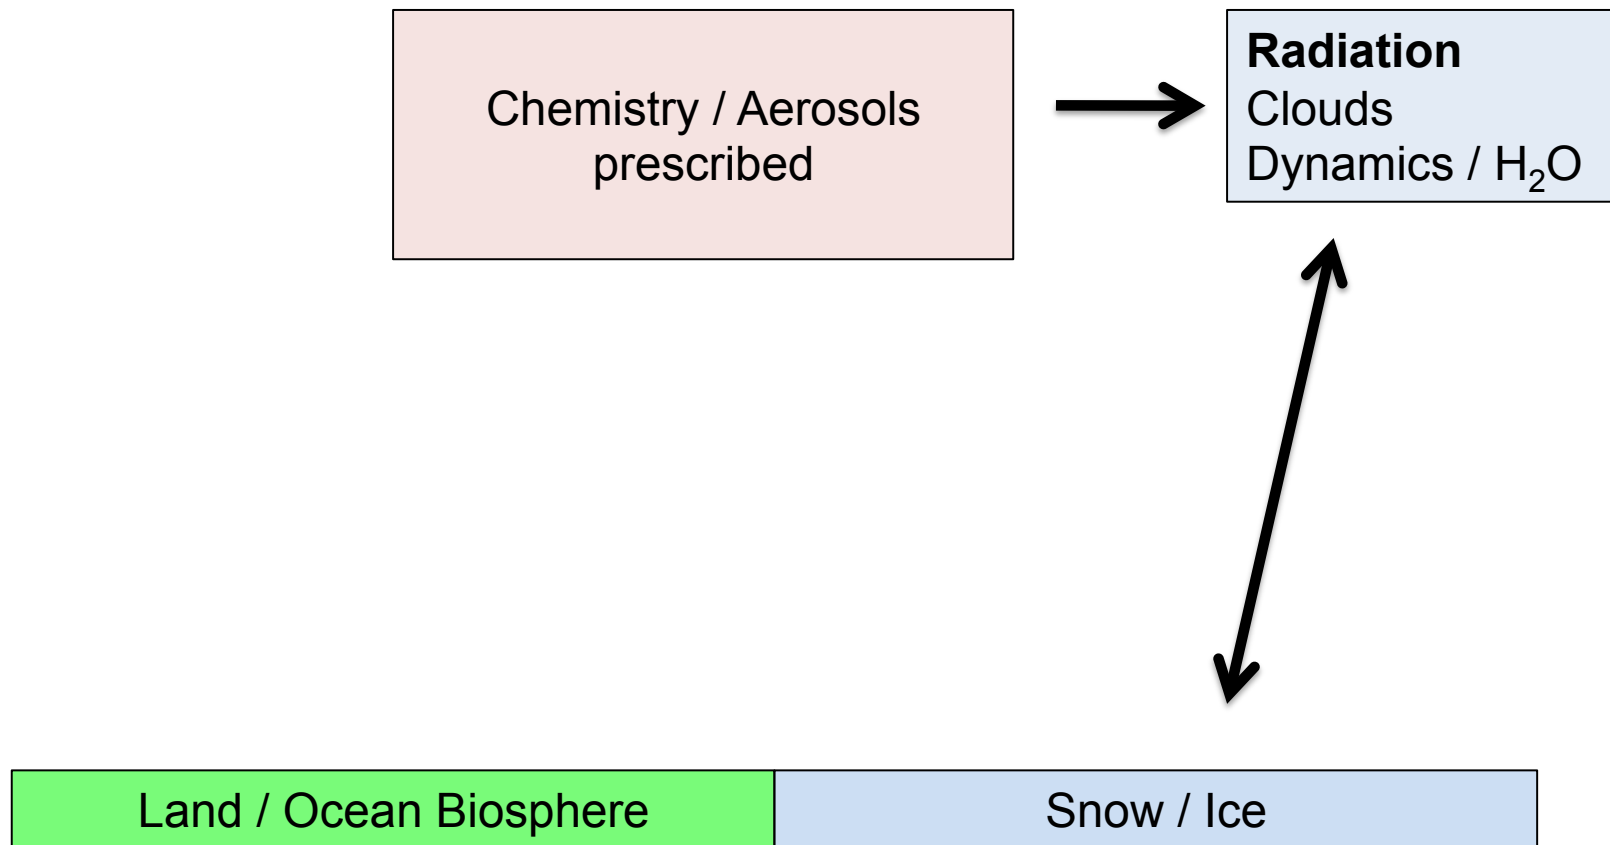 Chemistry / Aerosols
prescribed
Radiation
Clouds
Dynamics / H₂O
Land / Ocean Biosphere
Snow / Ice